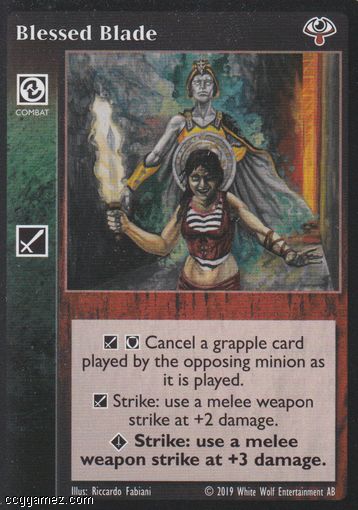 Blessed Blade
COMBAT
Cancel a grapple card
played by the opposing minion as
it is played.
Strike: use a melee weapon
strike at +2 damage.
Strike: use a melee
weapon strike at +3 damage.
Illus: Riccardo Fabiani © 2019 White Wolf Entertainment AB
ccggamez.com